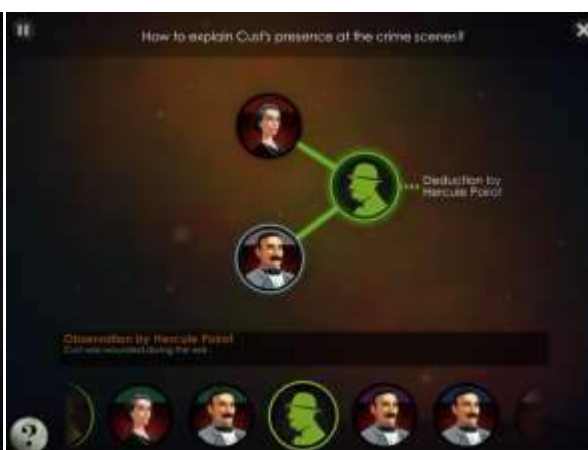 How to explain Cust's presence at the crime scenes?
Deduction by
Hercule Poirot
Observation by Hercule Poirot
Cust was wounded during the war.
?